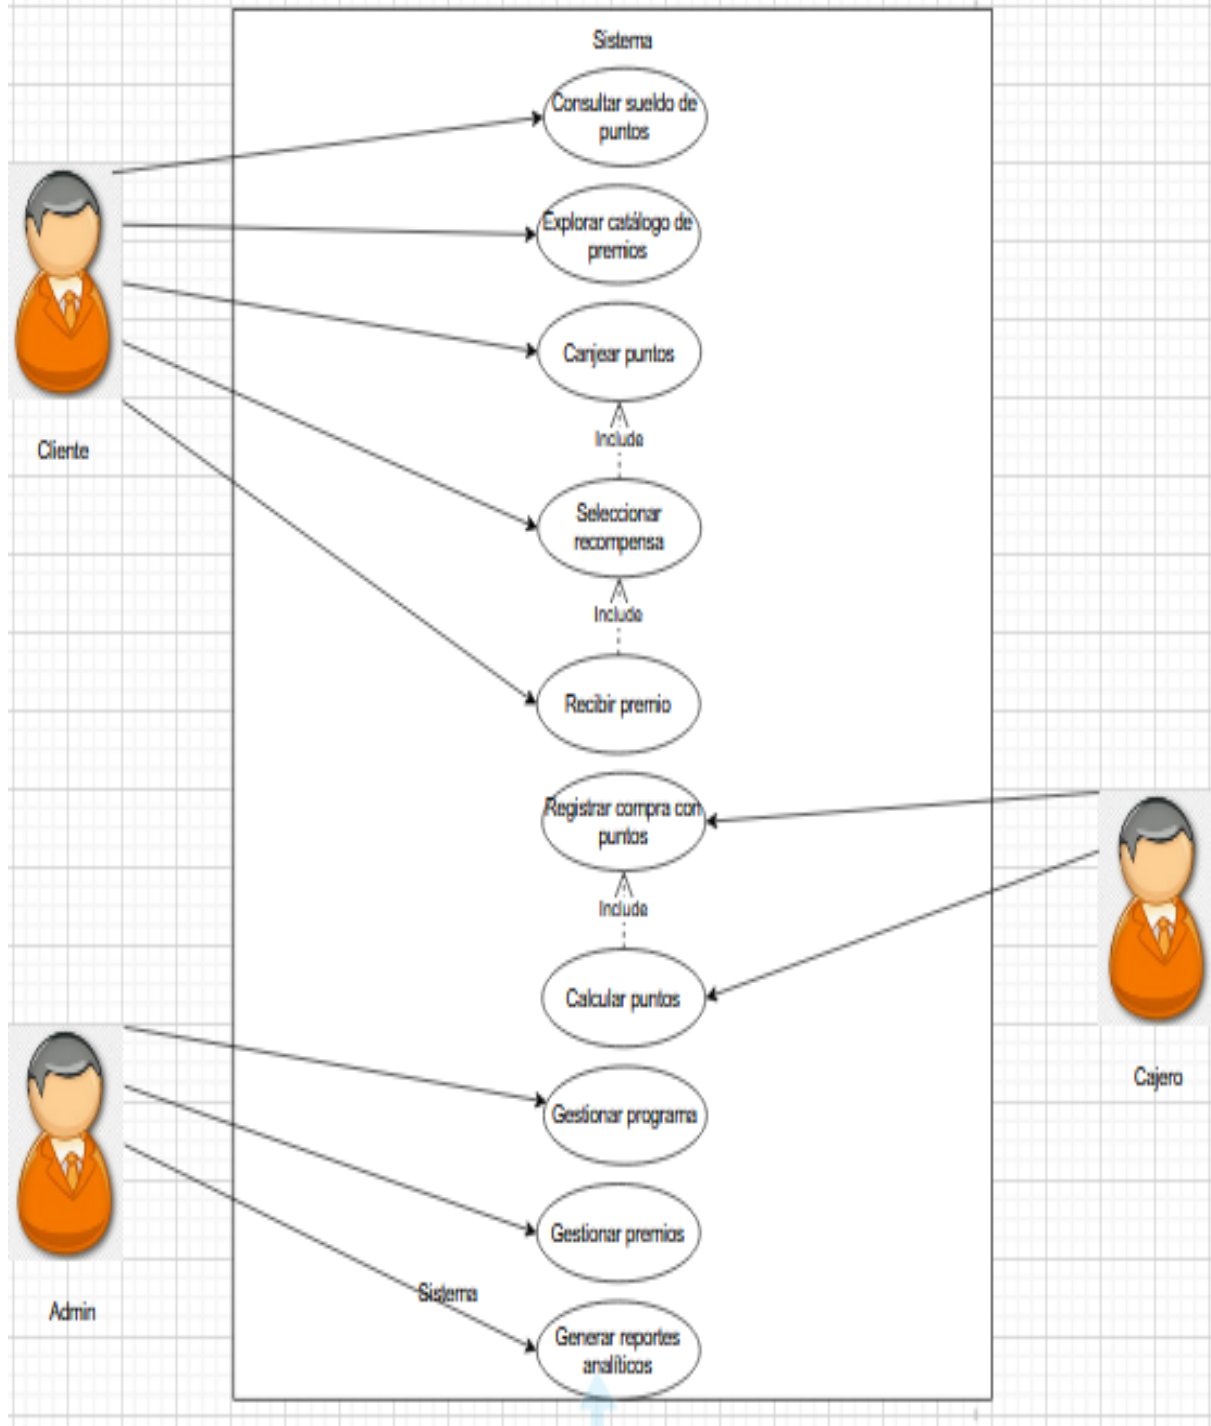 Sistema
Consultar sueldo de
puntos
Explorar catálogo de
premios
Canjear puntos
Include
Cliente
Seleccionar
recompensa
Include
Recibir premio
Registrar compra con
puntos
Include
Calcular puntos
Cajero
Gestionar programa
Gestionar premios
Sistema
Admin
Generar reportes
analíticos